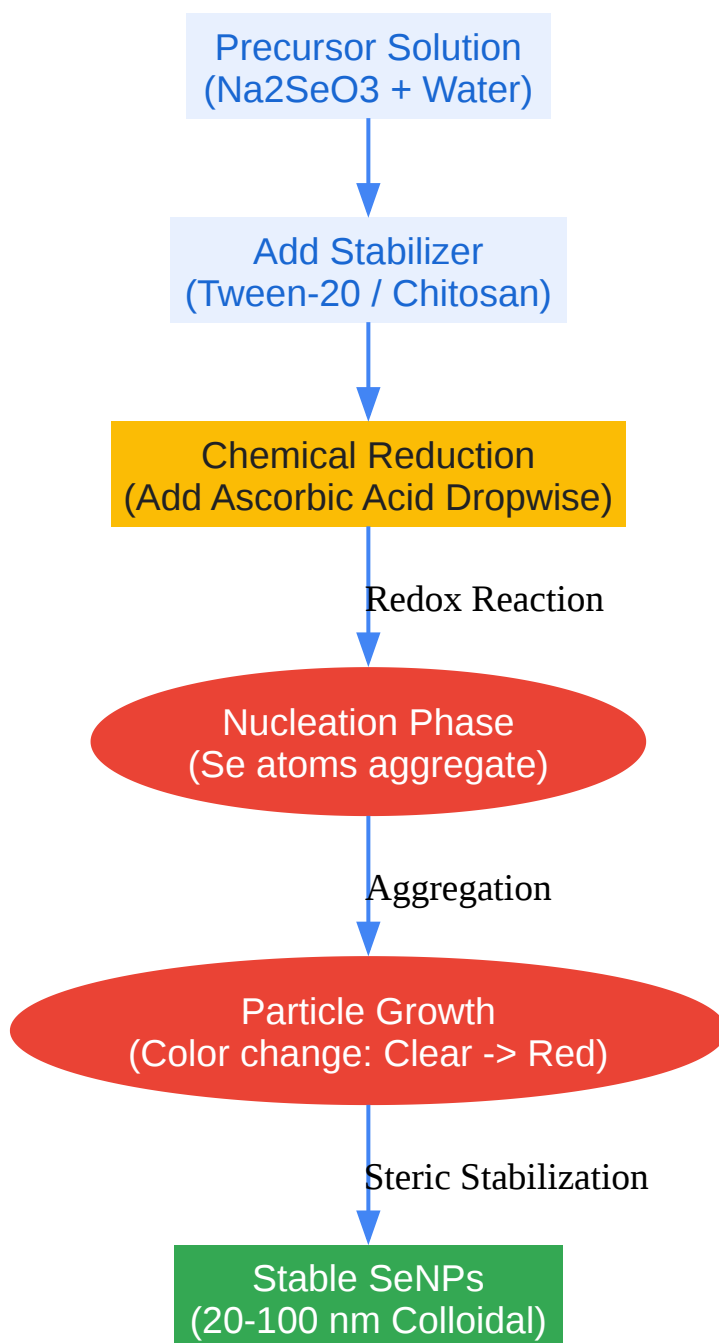 Precursor Solution
(Na2SeO3 + Water)
Add Stabilizer
(Tween-20 / Chitosan)
Chemical Reduction
(Add Ascorbic Acid Dropwise)
Redox Reaction
Nucleation Phase
(Se atoms aggregate)
Aggregation
Particle Growth
(Color change: Clear -> Red)
Steric Stabilization
Stable SeNPs
(20-100 nm Colloidal)